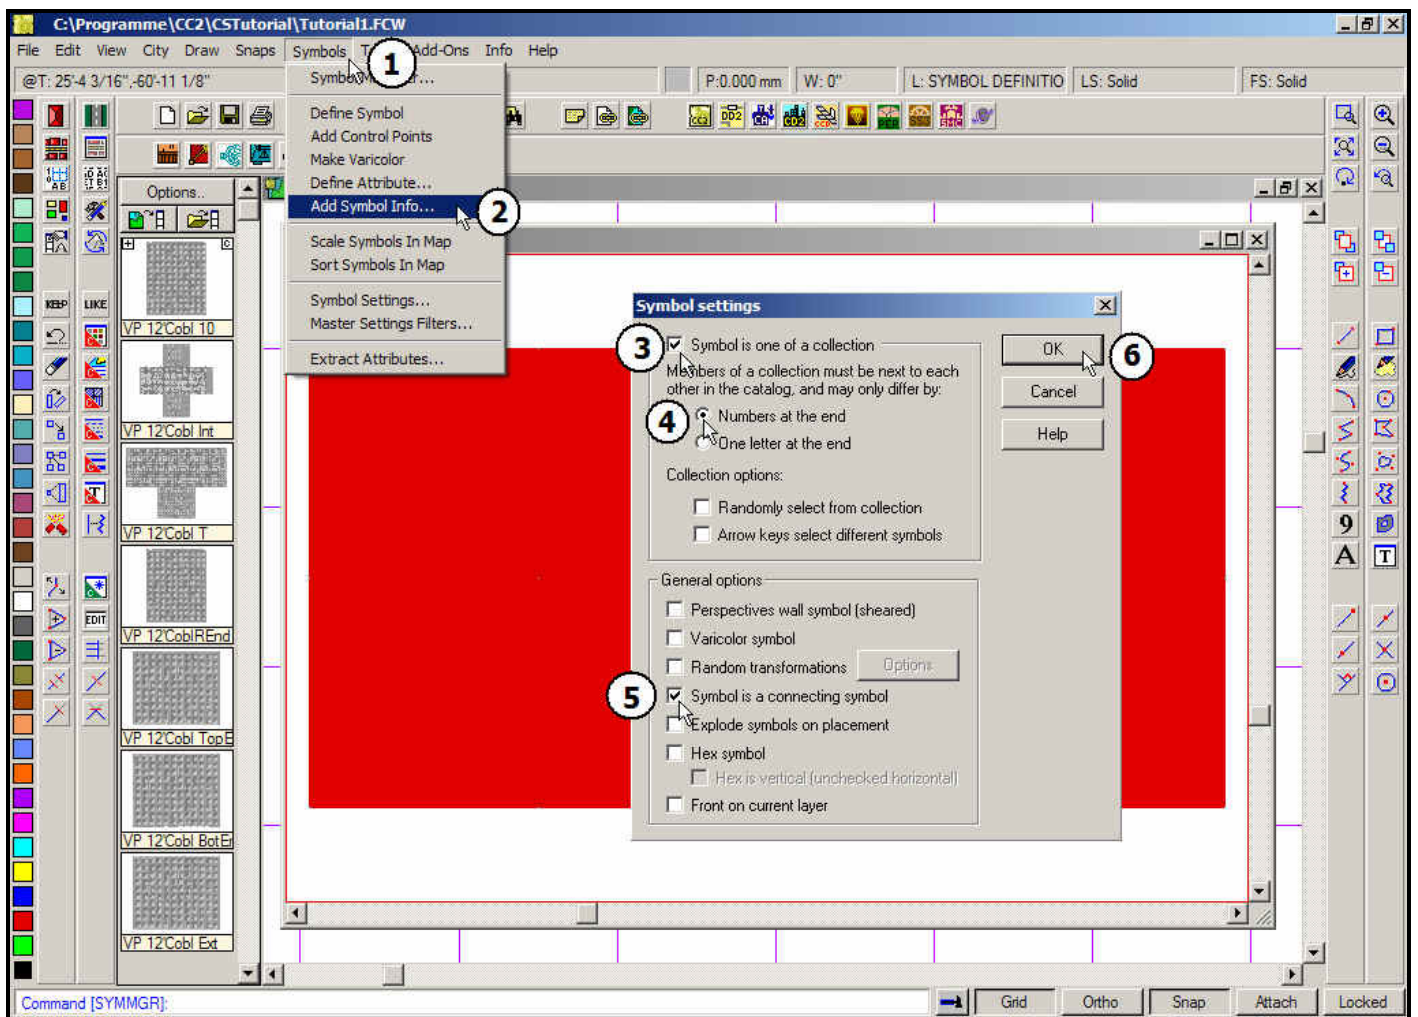 C:\Programme\CC2\CSTutorial\Tutorial1.FCW
File Edit View City Draw Snaps Symbols Add-Ons Info Help
1
@T: 25'-4 3/16",-60'-11 1/8"
P:0.000 mm
W: 0"
L: SYMBOL DEFINITIO
LS: Solid
FS: Solid
Define Symbol
Add Control Points
Make Varicolor
Define Attribute...
Add Symbol Info...
2
Scale Symbols In Map
Sort Symbols In Map
Symbol Settings...
Master Settings Filters...
Extract Attributes...
Options..
KEEP
LIKE
EDIT
VP 12'Cobl 10
VP 12'Cobl Int
VP 12'Cobl T
VP 12'CoblREnd
VP 12'Cobl TopE
VP 12'Cobl BotEr
VP 12'Cobl Ext
Symbol settings
3
Symbol is one of a collection
Members of a collection must be next to each
other in the catalog, and may only differ by:
4
Numbers at the end
One letter at the end
Collection options:
Randomly select from collection
Arrow keys select different symbols
OK
6
Cancel
Help
General options
Perspectives wall symbol (sheared)
Varicolor symbol
Random transformations
Options
5
Symbol is a connecting symbol
Explode symbols on placement
Hex symbol
Hex is vertical (unchecked horizontal)
Front on current layer
9
A
T
Command [SYMMGR]:
Grid
Ortho
Snap
Attach
Locked